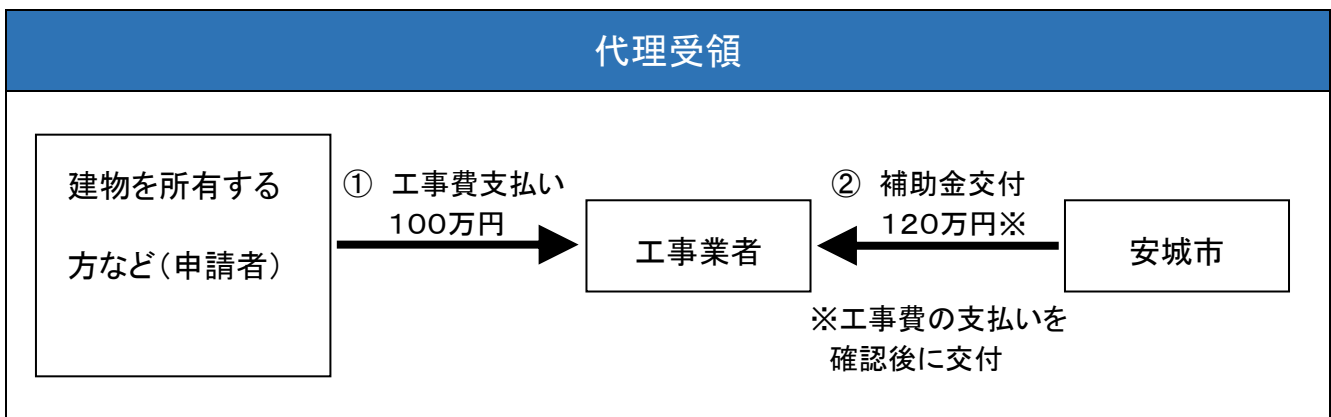 代理受領
建物を所有する
方など(申請者)
① 工事費支払い
100万円
工事業者
② 補助金交付
120万円※
安城市
※工事費の支払いを
確認後に交付